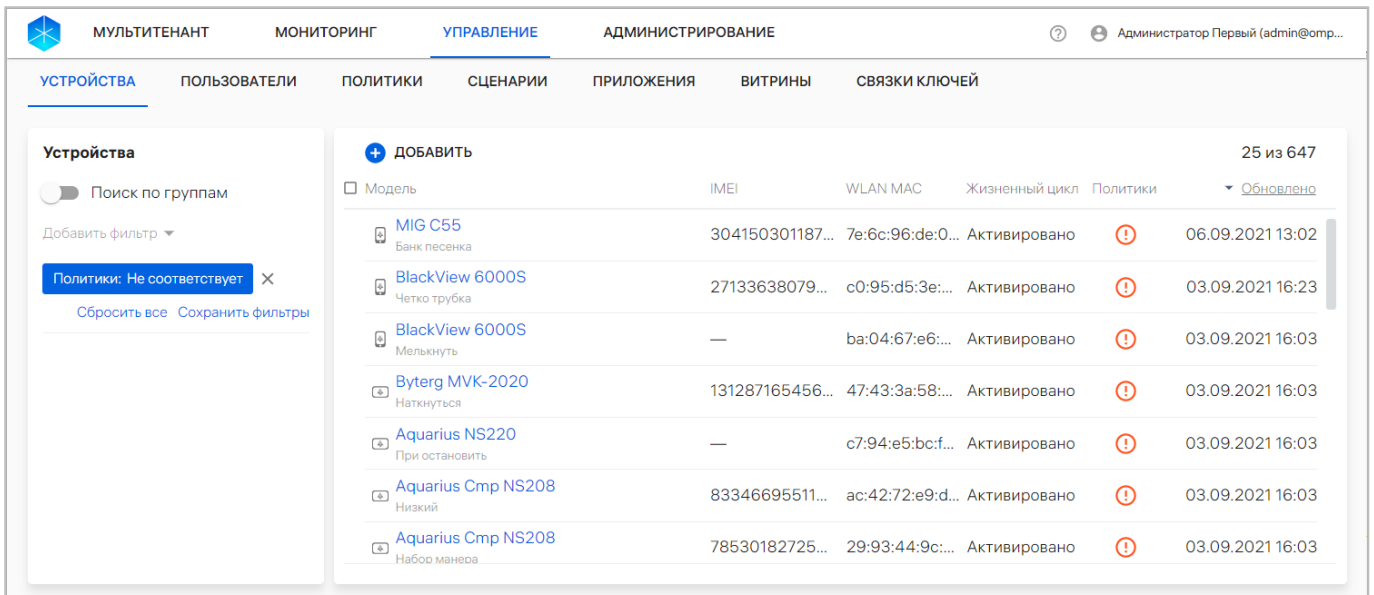 МУЛЬТИТЕНАНТ МОНИТОРИНГ УПРАВЛЕНИЕ АДМИНИСТРИРОВАНИЕ Администратор Первый (admin@omp...
УСТРОЙСТВА ПОЛЬЗОВАТЕЛИ ПОЛИТИКИ СЦЕНАРИИ ПРИЛОЖЕНИЯ ВИТРИНЫ СВЯЗКИ КЛЮЧЕЙ
Устройства
Поиск по группам
Добавить фильтр
Политики: Не соответствует
Сбросить все Сохранить фильтры
ДОБАВИТЬ 25 из 647
Модель IMEI WLAN MAC Жизненный цикл Политики Обновлено
MIG C55 304150301187... 7e:6c:96:de:0... Активировано 06.09.2021 13:02
Банк песенка
BlackView 6000S 27133638079... c0:95:d5:3e:... Активировано 03.09.2021 16:23
Четко трубка
BlackView 6000S — ba:04:67:e6:... Активировано 03.09.2021 16:03
Мелькнуть
Byterg MVK-2020 131287165456... 47:43:3a:58:... Активировано 03.09.2021 16:03
Наткнуться
Aquarius NS220 — c7:94:e5:bc:f... Активировано 03.09.2021 16:03
При остановить
Aquarius Cmp NS208 83346695511... ac:42:72:e9:d... Активировано 03.09.2021 16:03
Низкий
Aquarius Cmp NS208 78530182725... 29:93:44:9c:... Активировано 03.09.2021 16:03
Набор манера